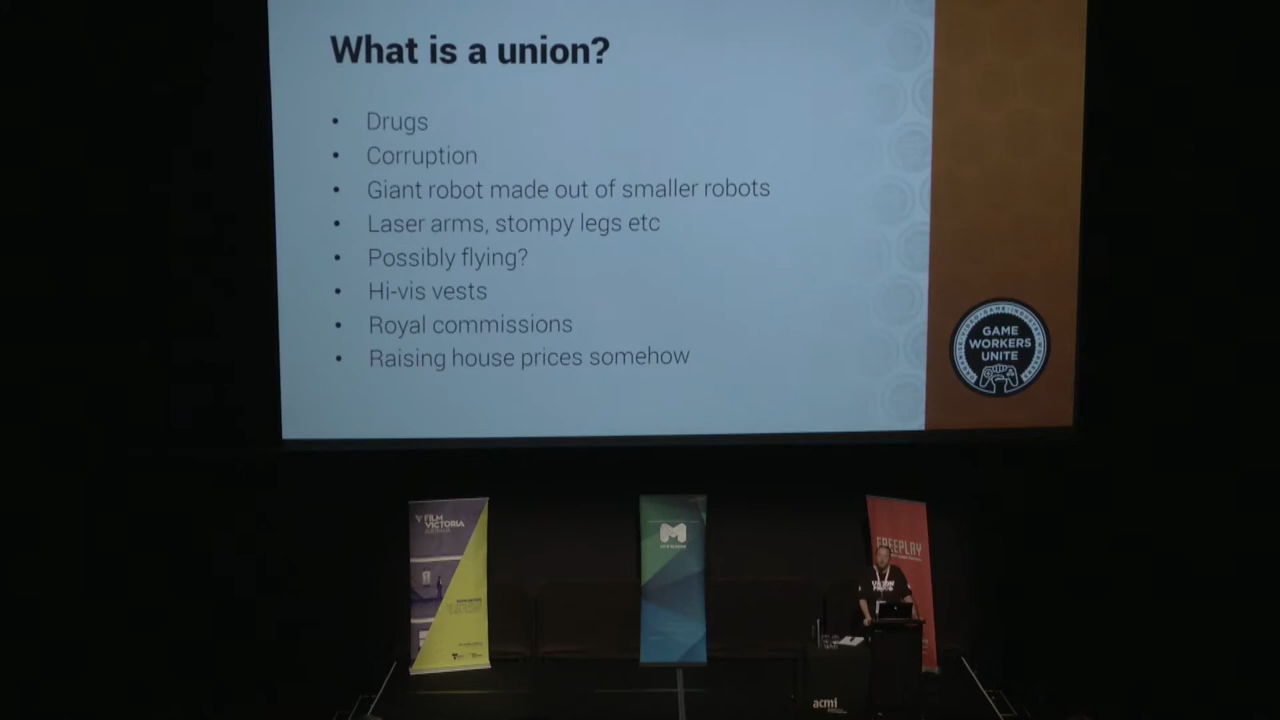 What is a union?
• Drugs
• Corruption
• Giant robot made out of smaller robots
• Laser arms, stompy legs etc
• Possibly flying?
• Hi-vis vests
• Royal commissions
• Raising house prices somehow
GAME
WORKERS
UNITE
FILM
VICTORIA
FREEPLAY
UNION
acmi